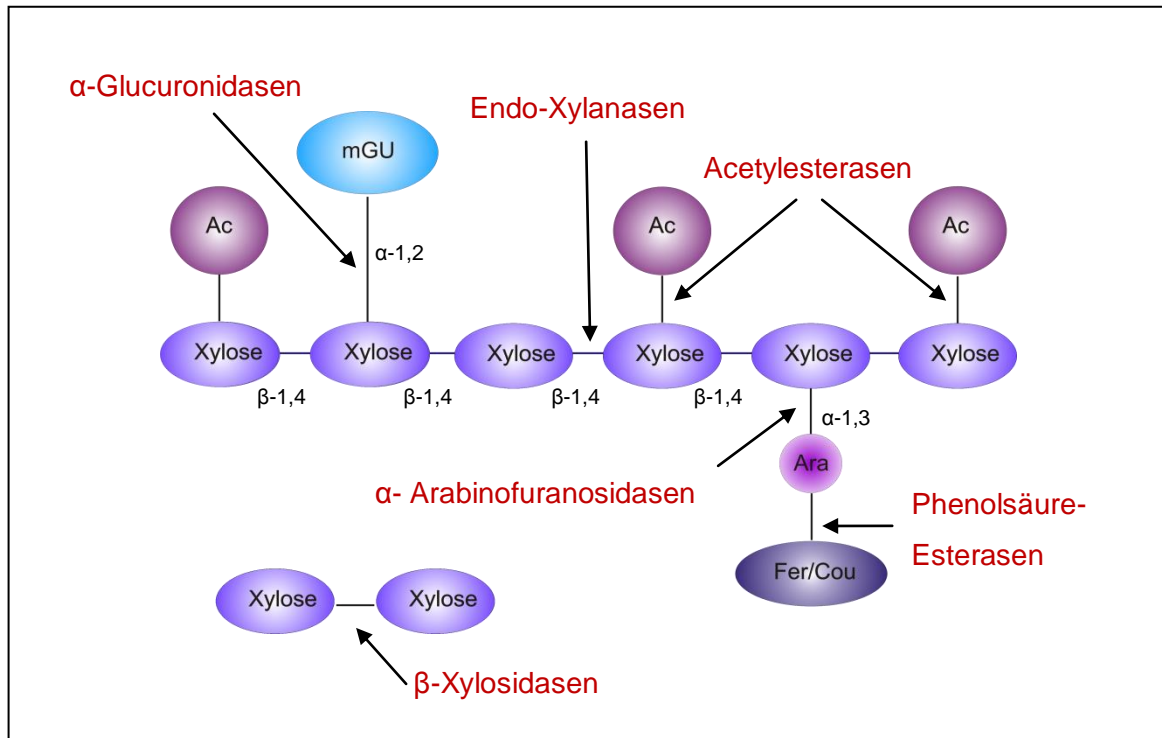 α-Glucuronidasen
Endo-Xylanasen
mGU
Acetylesterasen
Ac
Ac
Ac
α-1,2
Xylose
Xylose
Xylose
Xylose
Xylose
Xylose
β-1,4
β-1,4
β-1,4
β-1,4
α-1,3
Ara
α- Arabinofuranosidasen
Phenolsäure-
Esterasen
Fer/Cou
Xylose
Xylose
β-Xylosidasen